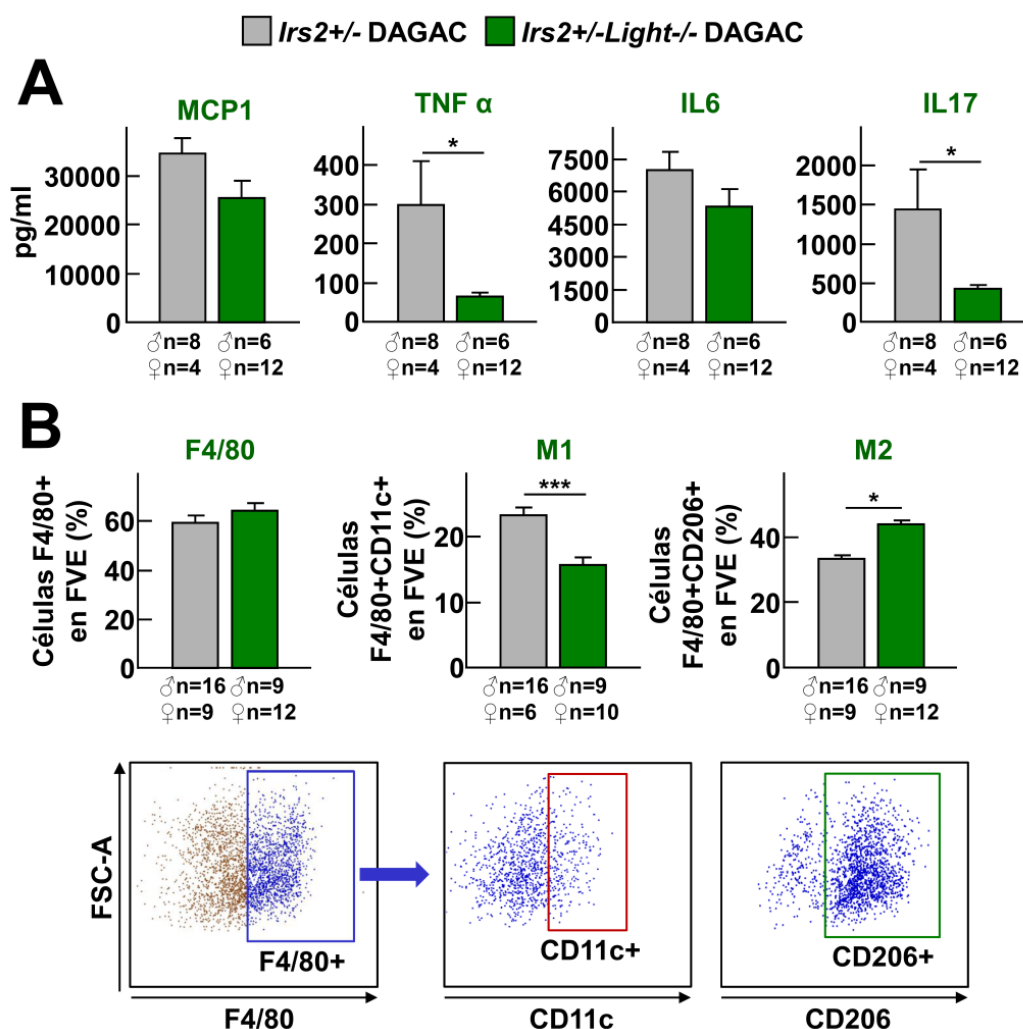 Irs2+/- DAGAC Irs2+/-Light-/- DAGAC
A
MCP1 TNF α IL6 IL17
pg/ml
30000
20000
10000
0
400
300
200
100
0
7500
6000
4500
3000
1500
0
2000
1500
1000
500
0
* *
♂n=8 ♂n=6 ♂n=8 ♂n=6 ♂n=8 ♂n=6 ♂n=8 ♂n=6
♀n=4 ♀n=12 ♀n=4 ♀n=12 ♀n=4 ♀n=12 ♀n=4 ♀n=12
B
F4/80 M1 M2
Células F4/80+
en FVE (%)
60
40
20
0
Células
F4/80+CD11c+
en FVE (%)
20
10
0
***
Células
F4/80+CD206+
en FVE (%)
40
20
0
*
♂n=16 ♂n=9 ♂n=16 ♂n=9 ♂n=16 ♂n=9
♀n=9 ♀n=12 ♀n=6 ♀n=10 ♀n=9 ♀n=12
FSC-A
F4/80+ CD11c+ CD206+
F4/80 CD11c CD206